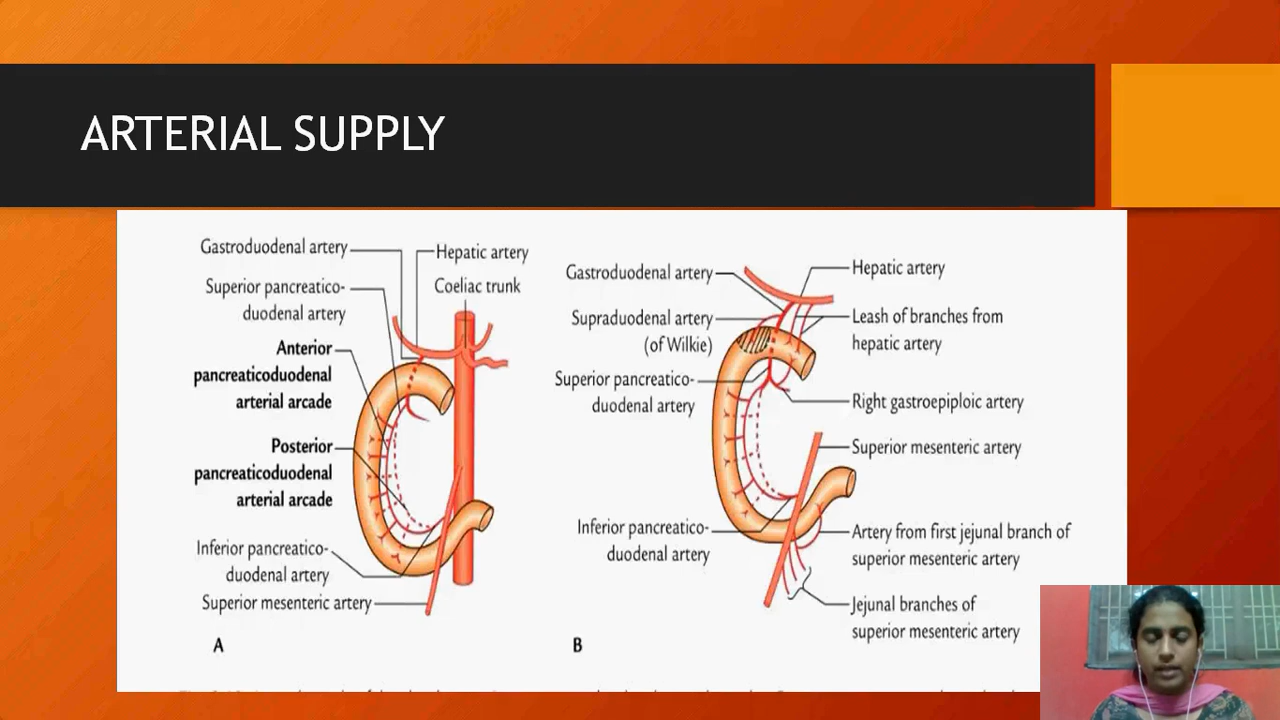 ARTERIAL SUPPLY
Gastroduodenal artery
Hepatic artery
Superior pancreatico-
duodenal artery
Coeliac trunk
Anterior
pancreaticoduodenal
arterial arcade
Posterior
pancreaticoduodenal
arterial arcade
Inferior pancreatico-
duodenal artery
Superior mesenteric artery
A
Gastroduodenal artery
Hepatic artery
Supraduodenal artery
(of Wilkie)
Leash of branches from
hepatic artery
Superior pancreatico-
duodenal artery
Right gastroepiploic artery
Superior mesenteric artery
Inferior pancreatico-
duodenal artery
Artery from first jejunal branch of
superior mesenteric artery
Jejunal branches of
superior mesenteric artery
B